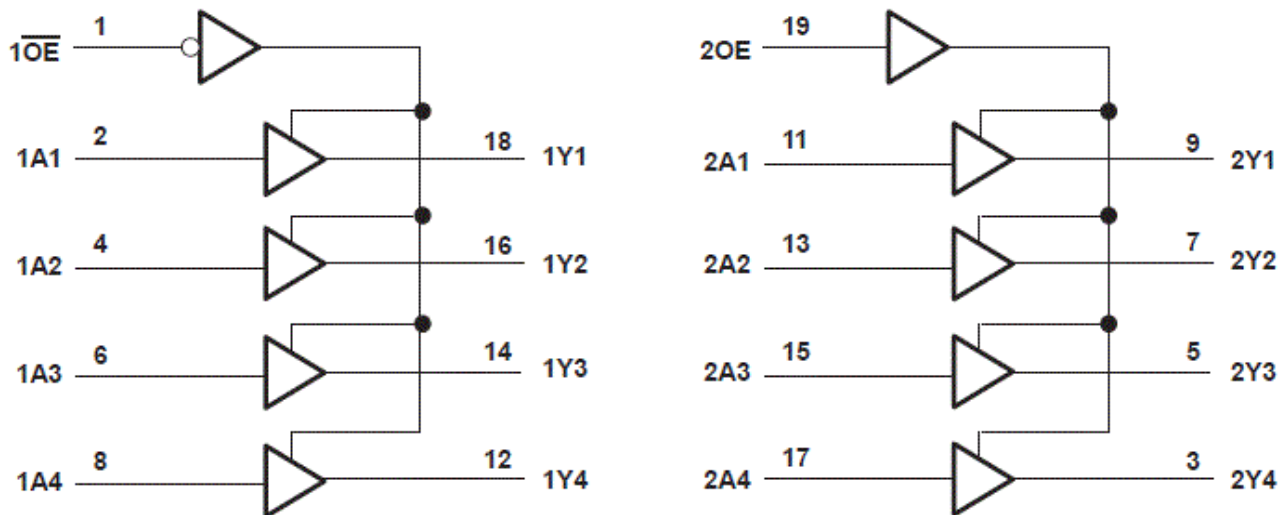 1 19
1O̅E̅ 2OE
2 18 11 9
1A1 1Y1 2A1 2Y1
4 16 13 7
1A2 1Y2 2A2 2Y2
6 14 15 5
1A3 1Y3 2A3 2Y3
8 12 17 3
1A4 1Y4 2A4 2Y4